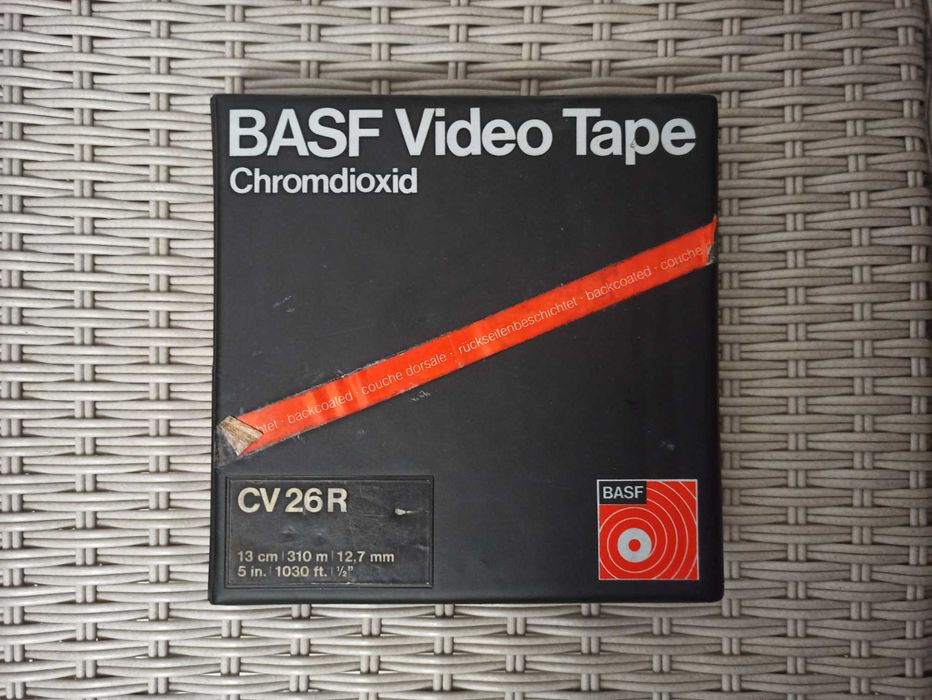 BASF Video Tape
Chromdioxid
htet · backcoated · couche dorsale · rückseitenbeschichtet · backcoated · couche
CV 26 R
13 cm | 310 m | 12,7 mm
5 in. | 1030 ft. | ½"
BASF